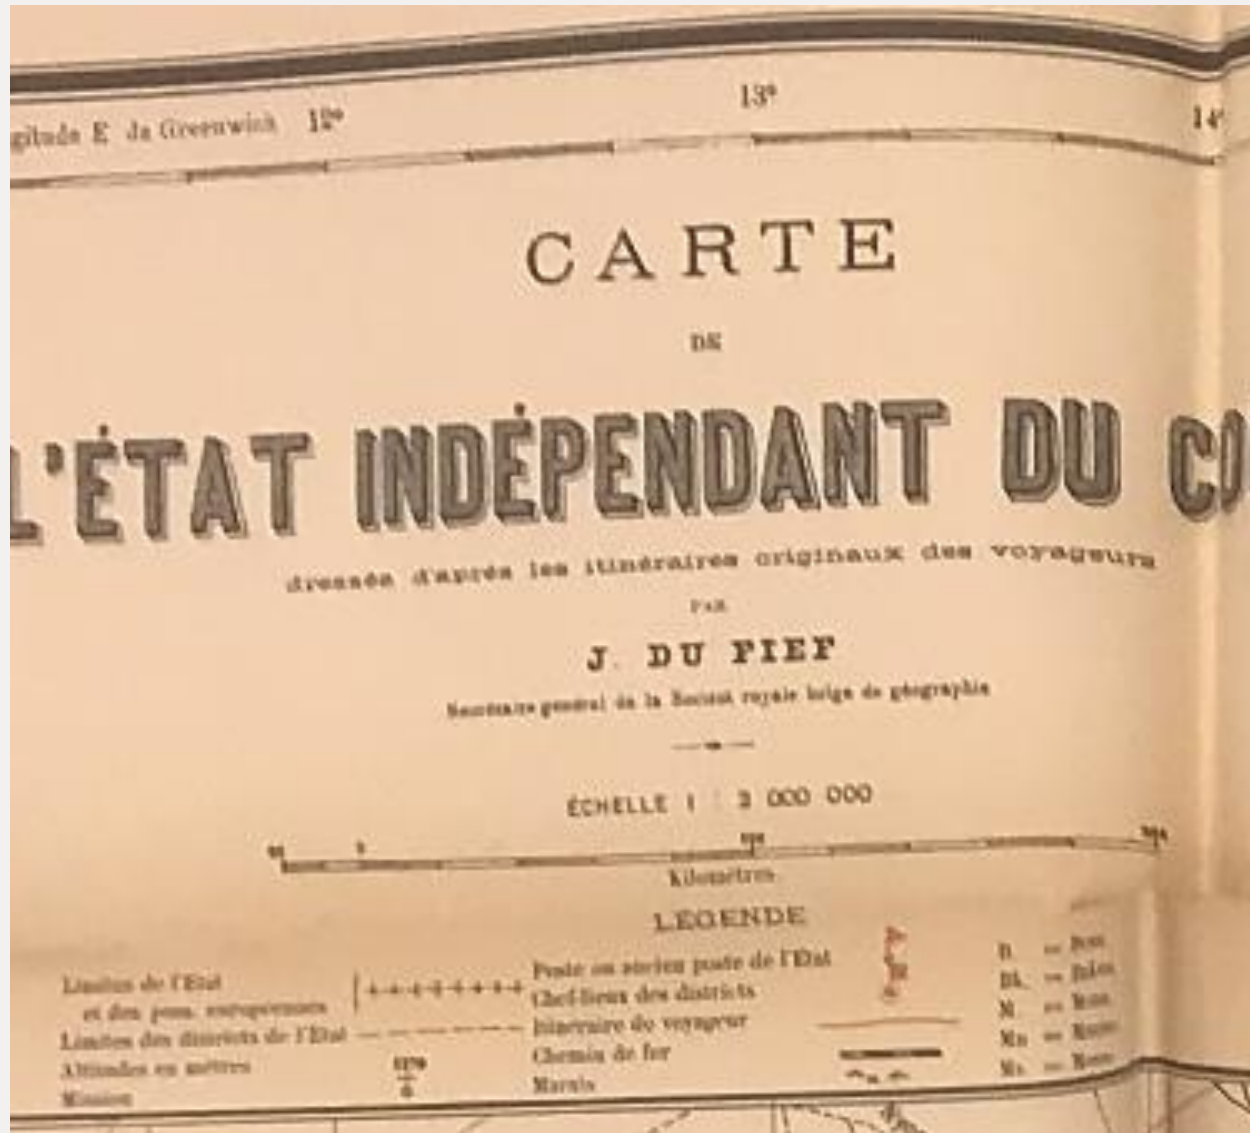 gitude E de Greenwich 12° 13° 14°
CARTE
DE
L'ÉTAT INDÉPENDANT DU CO
dressée d'après les itinéraires originaux des voyageurs
PAR
J. DU FIEF
Secrétaire général de la Société royale belge de géographie
ÉCHELLE 1 : 2 000 000
Kilomètres
LÉGENDE
Limites de l'État
et des poss. européennes
Limites des districts de l'État
Altitudes en mètres
Mission
Poste ou ancien poste de l'État
Chef-lieux des districts
Itinéraire de voyageur
Chemin de fer
Marais